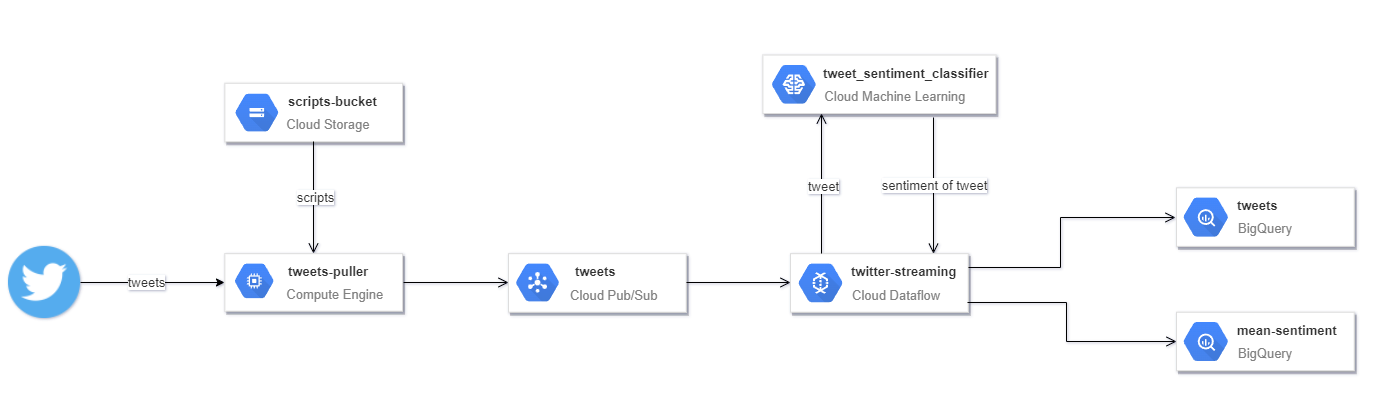 scripts-bucket
Cloud Storage
scripts
tweets
tweets-puller
Compute Engine
tweets
Cloud Pub/Sub
tweet_sentiment_classifier
Cloud Machine Learning
tweet
sentiment of tweet
twitter-streaming
Cloud Dataflow
tweets
BigQuery
mean-sentiment
BigQuery